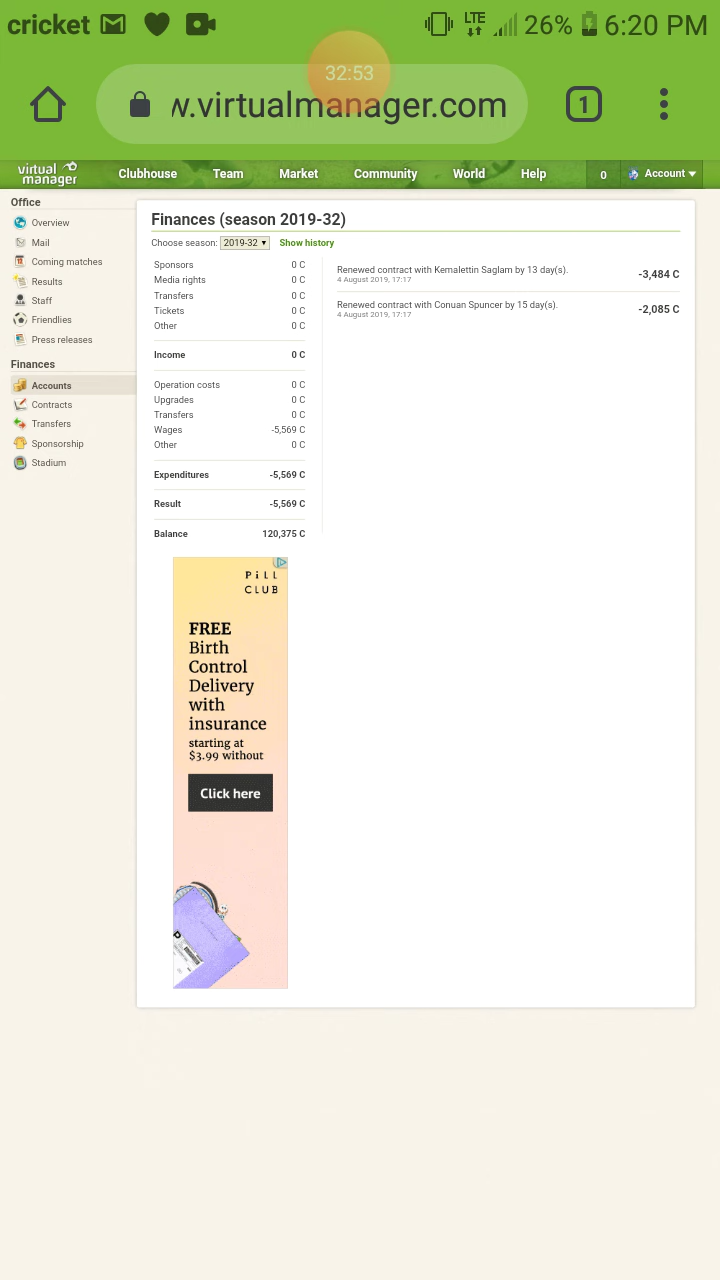 cricket LTE 26% 6:20 PM
32:53
w.virtualmanager.com 1
virtual manager Clubhouse Team Market Community World Help 0 Account
Office
Overview
Mail
Coming matches
Results
Staff
Friendlies
Press releases
Finances
Accounts
Contracts
Transfers
Sponsorship
Stadium
Finances (season 2019-32)
Choose season: 2019-32 Show history
Sponsors 0 C
Media rights 0 C
Transfers 0 C
Tickets 0 C
Other 0 C
Income 0 C
Operation costs 0 C
Upgrades 0 C
Transfers 0 C
Wages -5,569 C
Other 0 C
Expenditures -5,569 C
Result -5,569 C
Balance 120,375 C
Renewed contract with Kemalettin Saglam by 13 day(s). -3,484 C
4 August 2019, 17:17
Renewed contract with Conuan Spuncer by 15 day(s). -2,085 C
4 August 2019, 17:17
PiLL
CLUB
FREE
Birth
Control
Delivery
with
insurance
starting at
$3.99 without
Click here